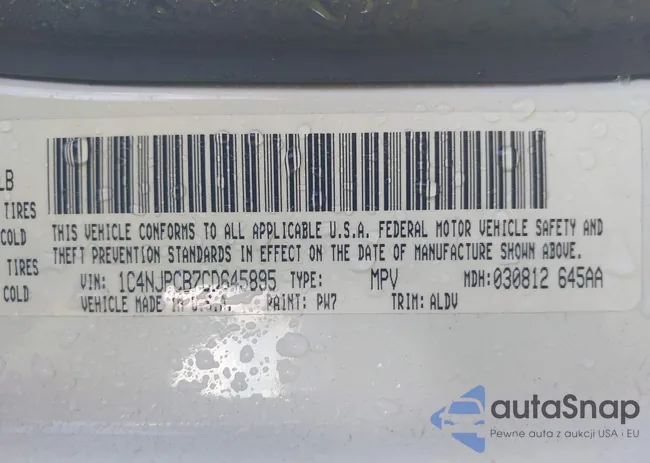 LB
TIRES
COLD
TIRES
COLD
THIS VEHICLE CONFORMS TO ALL APPLICABLE U.S.A. FEDERAL MOTOR VEHICLE SAFETY AND
THEFT PREVENTION STANDARDS IN EFFECT ON THE DATE OF MANUFACTURE SHOWN ABOVE.
VIN: 1C4NJPCB7CD645895 TYPE: MPV MDH:030812 645AA
VEHICLE MADE IN U.S.A. PAINT: PW7 TRIM: ALDV
autaSnap
Pewne auta z aukcji USA i EU